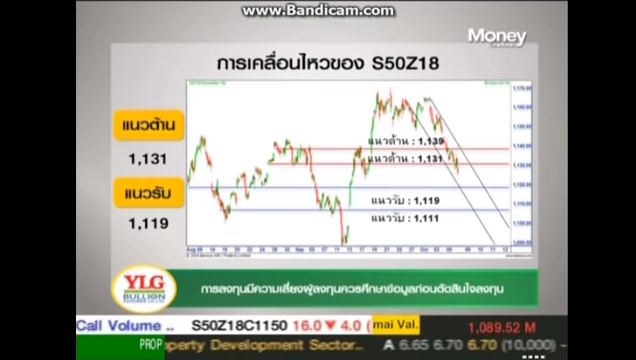 www.Bandicam.com
Money
การเคลื่อนไหวของ S50Z18
แนวต้าน
1,131
แนวรับ
1,119
แนวต้าน : 1,139
แนวต้าน : 1,131
แนวรับ : 1,119
แนวรับ : 1,111
YLG
BULLION
การลงทุนมีความเสี่ยงผู้ลงทุนควรศึกษาข้อมูลก่อนตัดสินใจลงทุน
Call Volume .. S50Z18C1150 16.0 ▼ 4.0 mai Val. 1,089.52 M
PROP perty Development Sector... A 6.65 6.70 6.70 (10,000) -